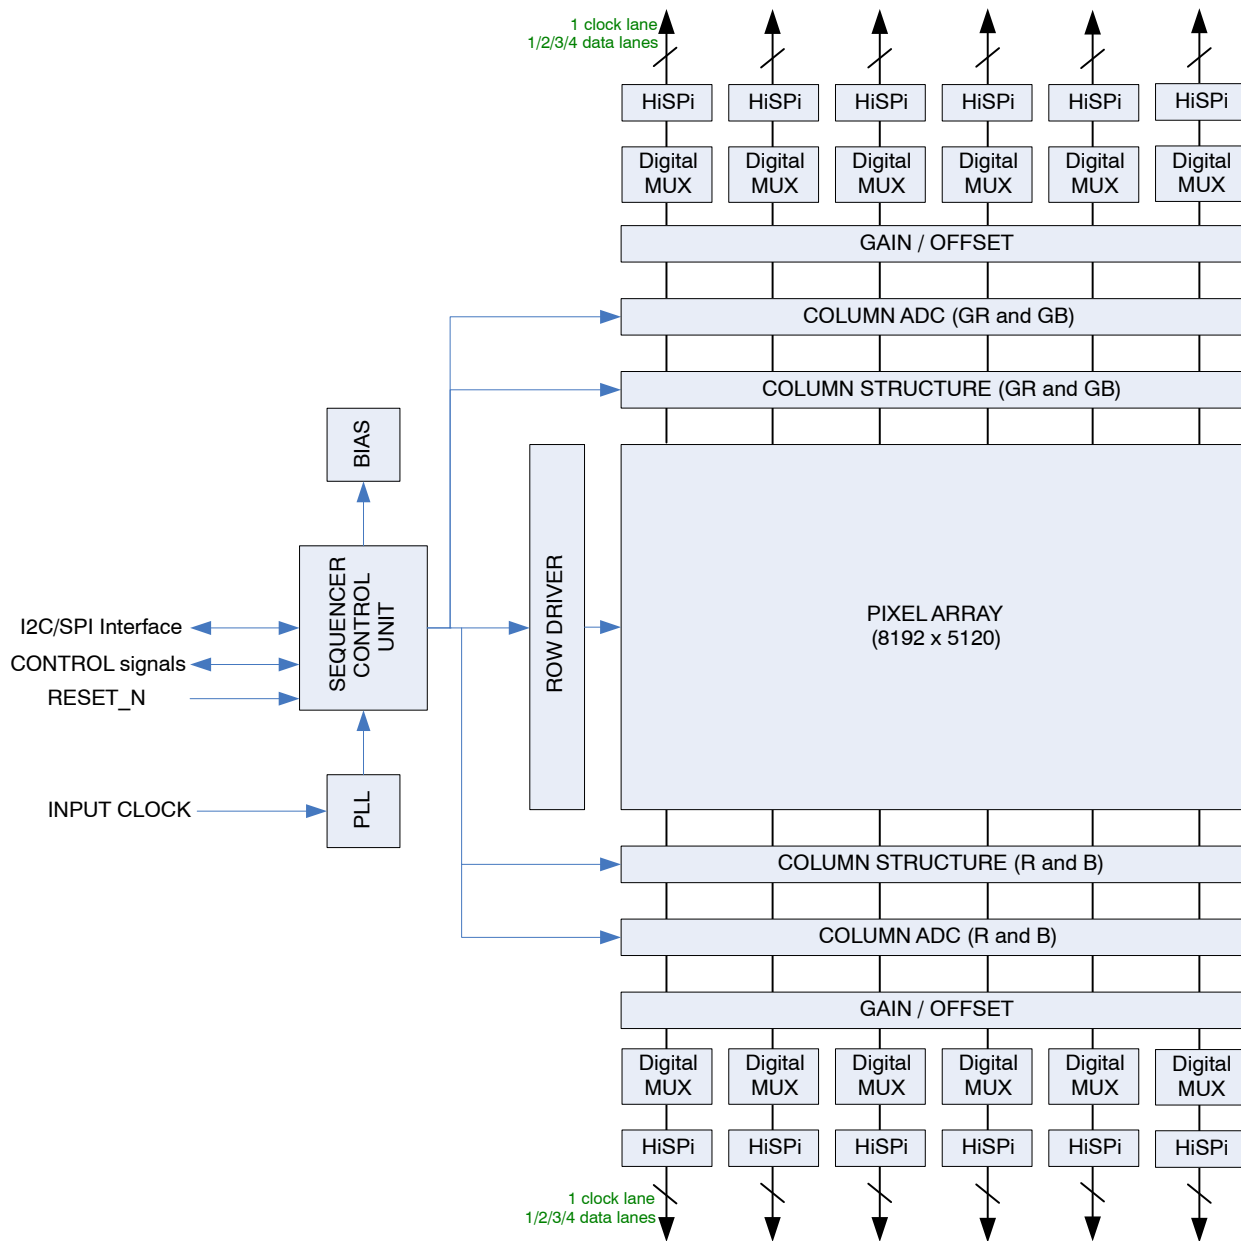 1 clock lane
1/2/3/4 data lanes
HiSPi HiSPi HiSPi HiSPi HiSPi HiSPi
Digital Digital Digital Digital Digital Digital
MUX MUX MUX MUX MUX MUX
GAIN / OFFSET
COLUMN ADC (GR and GB)
COLUMN STRUCTURE (GR and GB)
BIAS
SEQUENCER
CONTROL
UNIT
I2C/SPI Interface
CONTROL signals
RESET_N
INPUT CLOCK
PLL
ROW DRIVER
PIXEL ARRAY
(8192 x 5120)
COLUMN STRUCTURE (R and B)
COLUMN ADC (R and B)
GAIN / OFFSET
Digital Digital Digital Digital Digital Digital
MUX MUX MUX MUX MUX MUX
HiSPi HiSPi HiSPi HiSPi HiSPi HiSPi
1 clock lane
1/2/3/4 data lanes